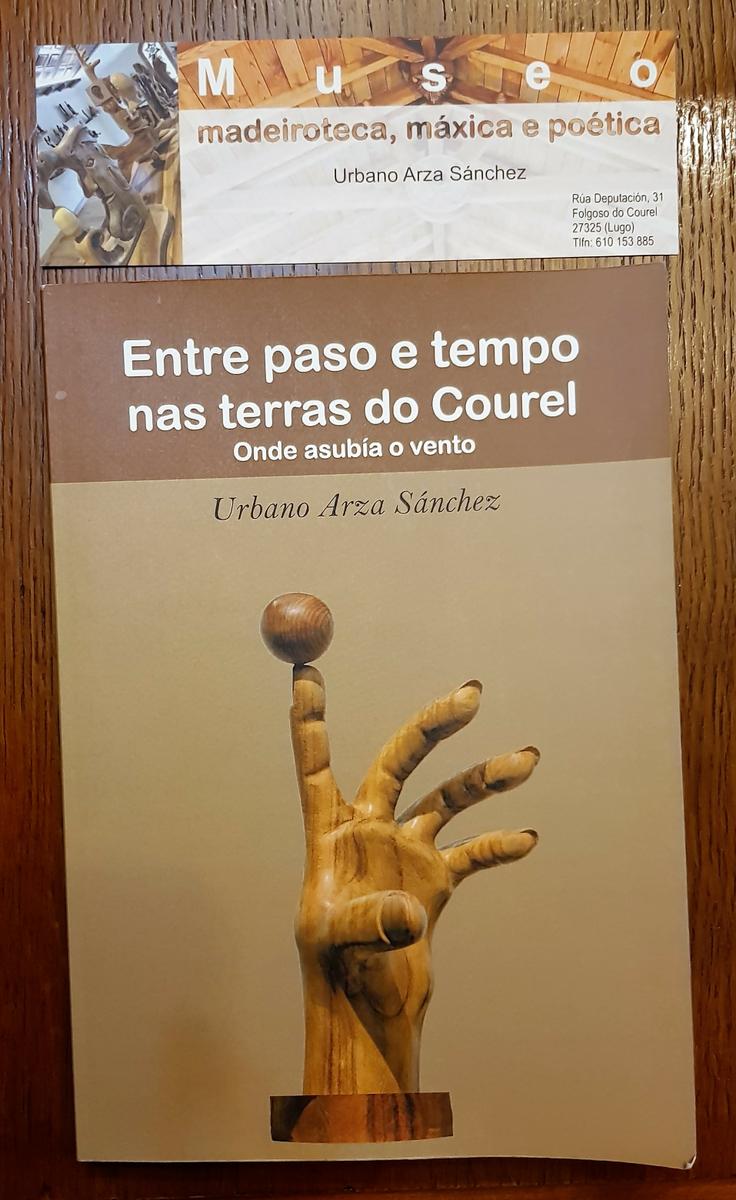 Museo
madeiroteca, máxica e poética
Urbano Arza Sánchez
Rúa Deputación, 31
Folgoso do Courel
27325 (Lugo)
Tlfn: 610 153 885
Entre paso e tempo
nas terras do Courel
Onde asubía o vento
Urbano Arza Sánchez